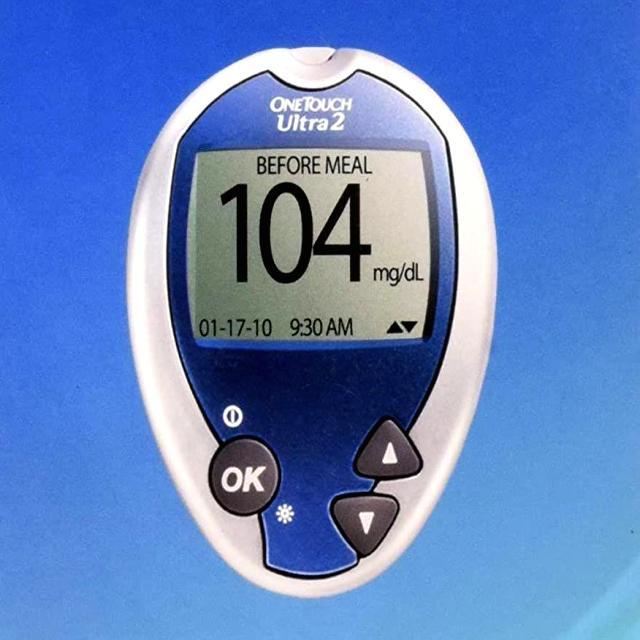 ONETOUCH
Ultra2
BEFORE MEAL
104
mg/dL
01-17-10 9:30 AM
OK